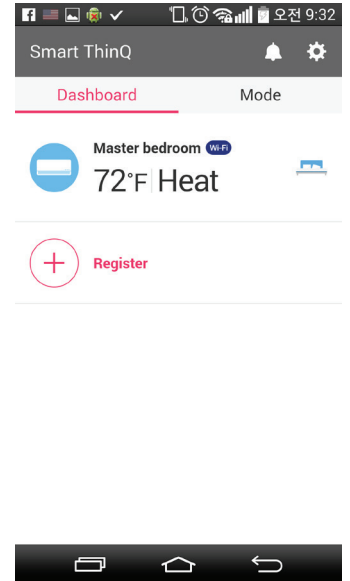 오전 9:32
Smart ThinQ
Dashboard Mode
Master bedroom Wi-Fi
72°F Heat
Register